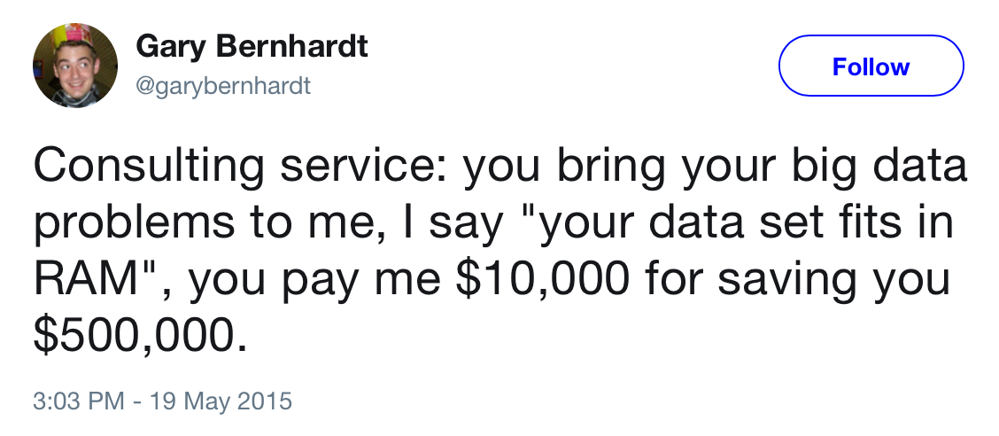 Gary Bernhardt
@garybernhardt
Follow
Consulting service: you bring your big data
problems to me, I say "your data set fits in
RAM", you pay me $10,000 for saving you
$500,000.
3:03 PM - 19 May 2015